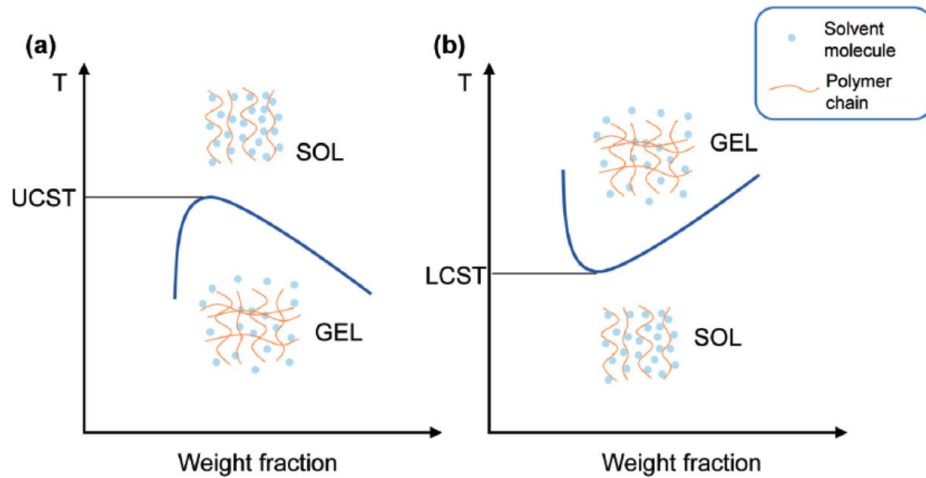 (a)
T
SOL
UCST
GEL
Weight fraction
(b)
T
GEL
LCST
SOL
Weight fraction
Solvent
molecule
Polymer
chain